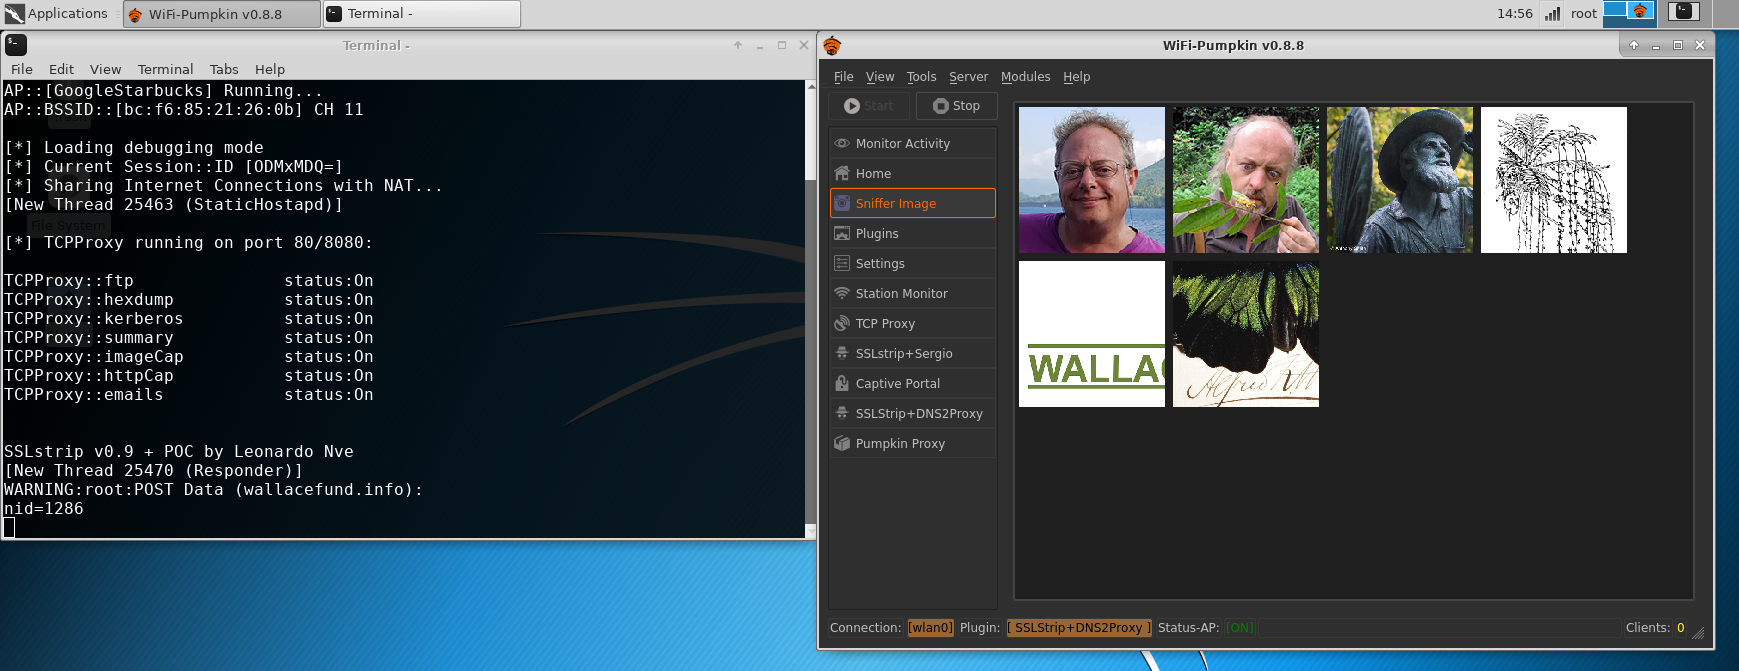 Applications
WiFi-Pumpkin v0.8.8
Terminal -
14:56
root
Terminal -
File Edit View Terminal Tabs Help
AP::[GoogleStarbucks] Running...
AP::BSSID::[bc:f6:85:21:26:0b] CH 11
[*] Loading debugging mode
[*] Current Session::ID [ODMxMDQ=]
[*] Sharing Internet Connections with NAT...
[New Thread 25463 (StaticHostapd)]
File System
[*] TCPProxy running on port 80/8080:
TCPProxy::ftp status:On
TCPProxy::hexdump status:On
TCPProxy::kerberos status:On
TCPProxy::summary status:On
TCPProxy::imageCap status:On
TCPProxy::httpCap status:On
TCPProxy::emails status:On
SSLstrip v0.9 + POC by Leonardo Nve
[New Thread 25470 (Responder)]
WARNING:root:POST Data (wallacefund.info):
nid=1286
WiFi-Pumpkin v0.8.8
File View Tools Server Modules Help
Start Stop
Monitor Activity
Home
Sniffer Image
Plugins
Settings
Station Monitor
TCP Proxy
SSLstrip+Sergio
Captive Portal
SSLStrip+DNS2Proxy
Pumpkin Proxy
WALLAC
Connection: [wlan0] Plugin: [ SSLStrip+DNS2Proxy ] Status-AP: [ON] Clients: 0